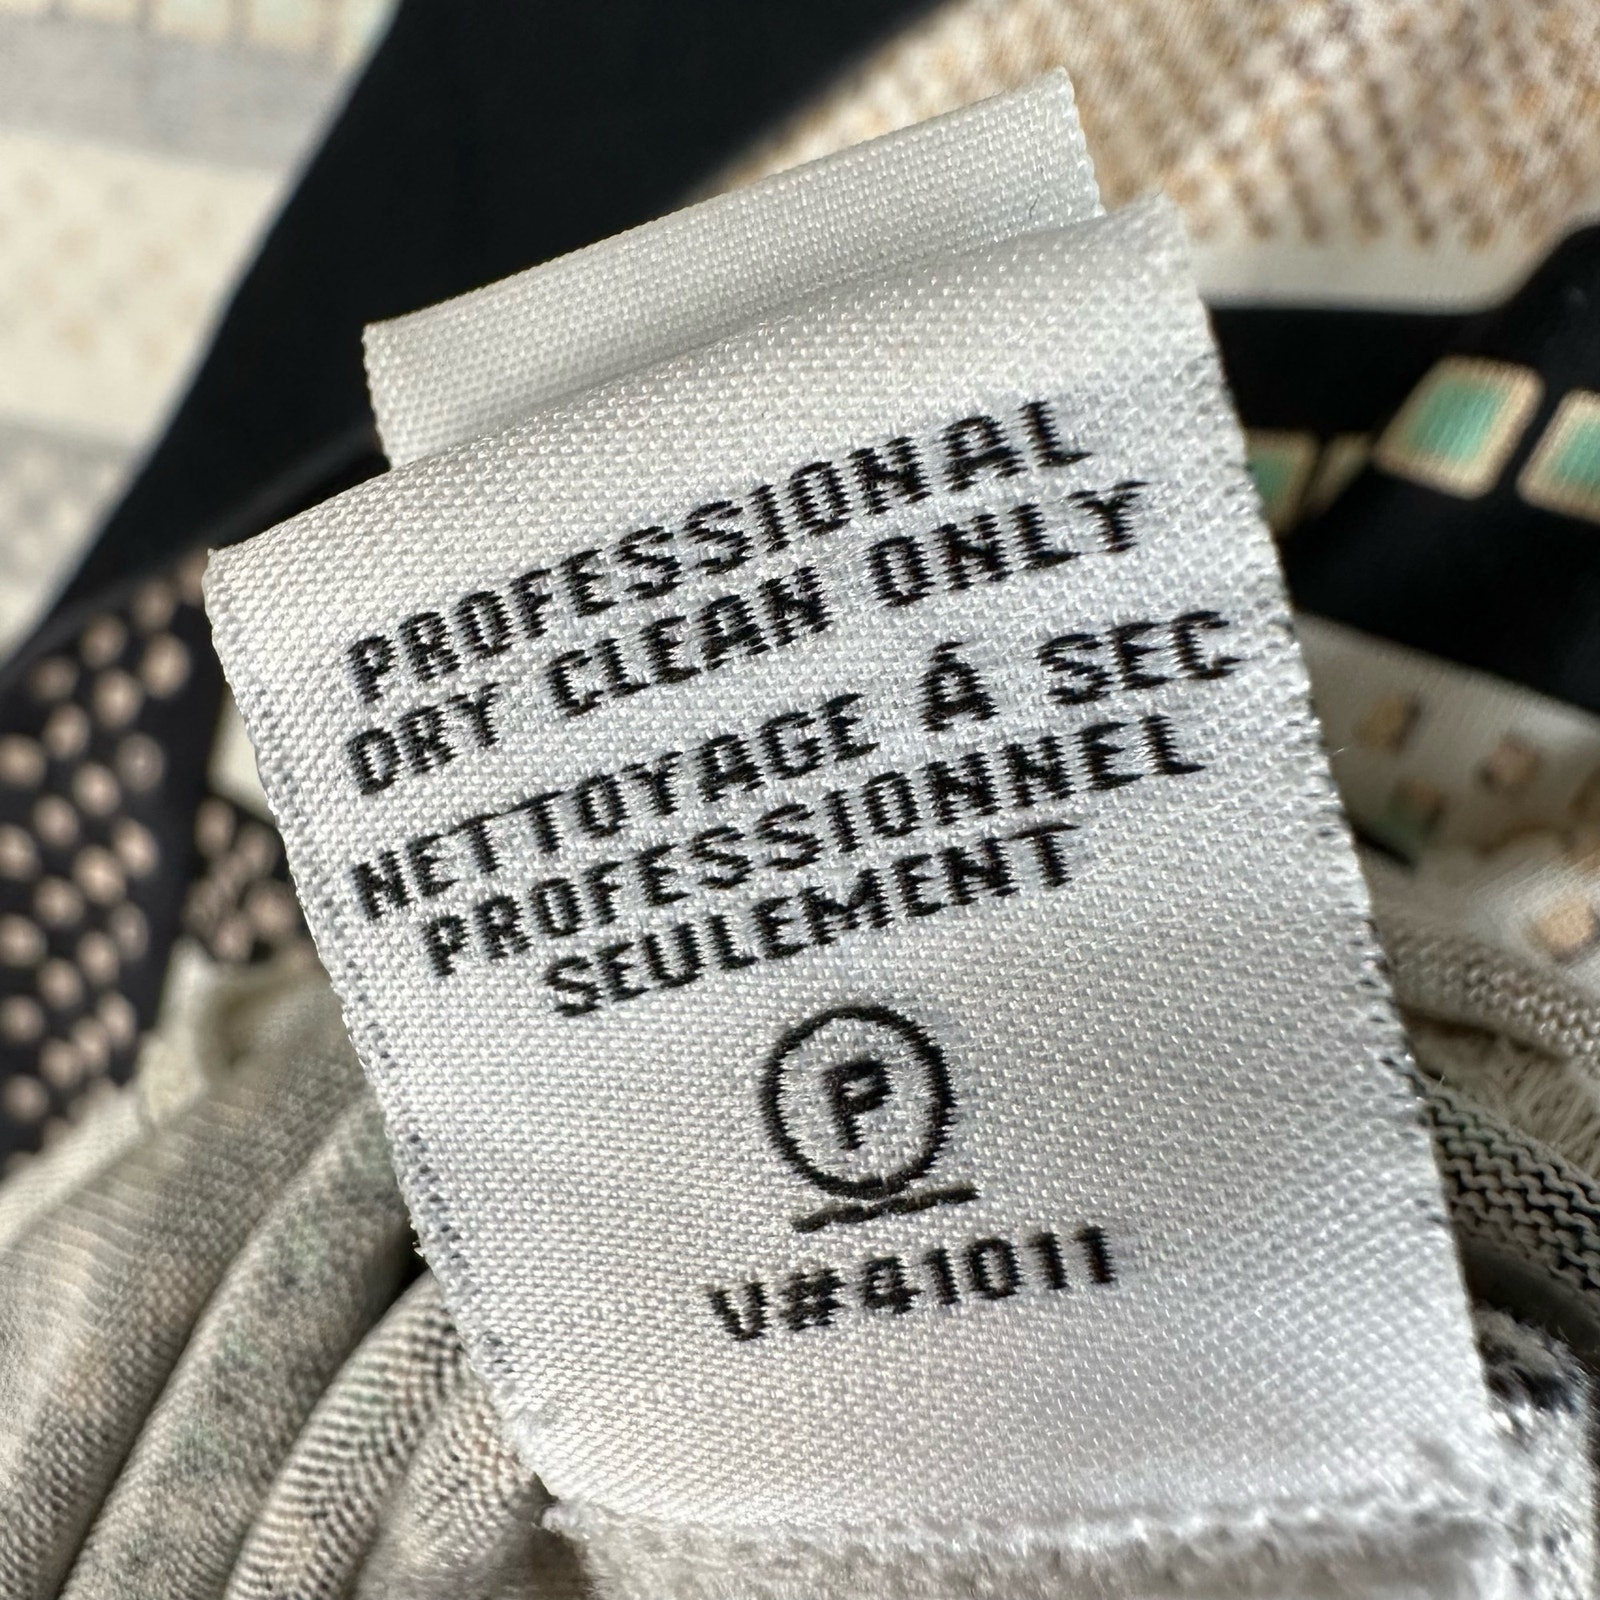 PROFESSIONAL
DRY CLEAN ONLY
NETTOYAGE À SEC
PROFESSIONNEL
SEULEMENT
P
V#41011